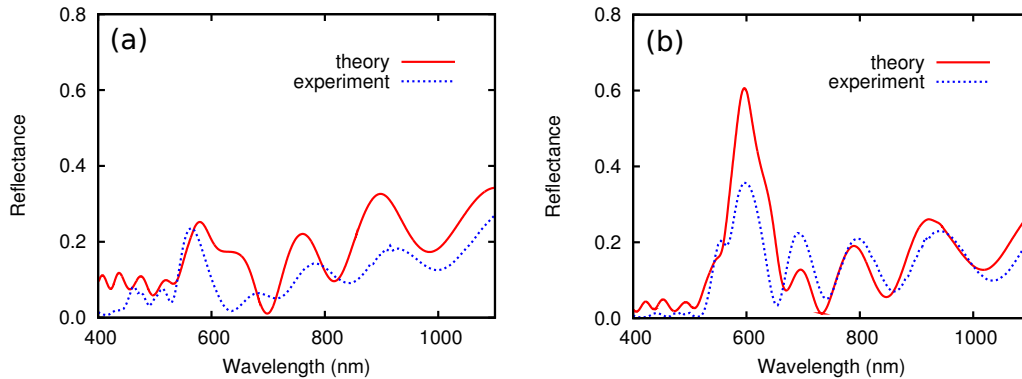 (a)
theory
experiment
0.8
0.6
0.4
0.2
0.0
Reflectance
400 600 800 1000
Wavelength (nm)
(b)
theory
experiment
0.8
0.6
0.4
0.2
0.0
Reflectance
400 600 800 1000
Wavelength (nm)